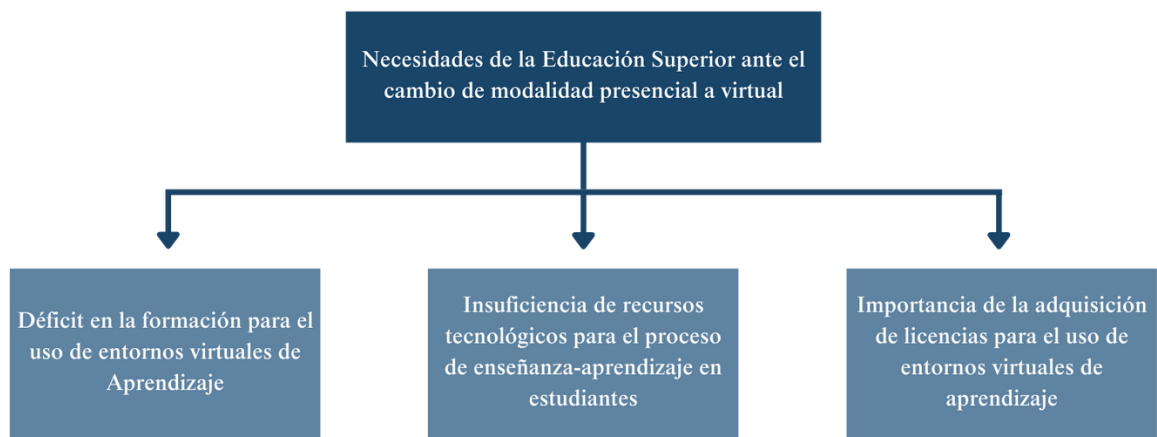 Necesidades de la Educación Superior ante el
cambio de modalidad presencial a virtual
Déficit en la formación para el
uso de entornos virtuales de
Aprendizaje
Insuficiencia de recursos
tecnológicos para el proceso
de enseñanza-aprendizaje en
estudiantes
Importancia de la adquisición
de licencias para el uso de
entornos virtuales de
aprendizaje